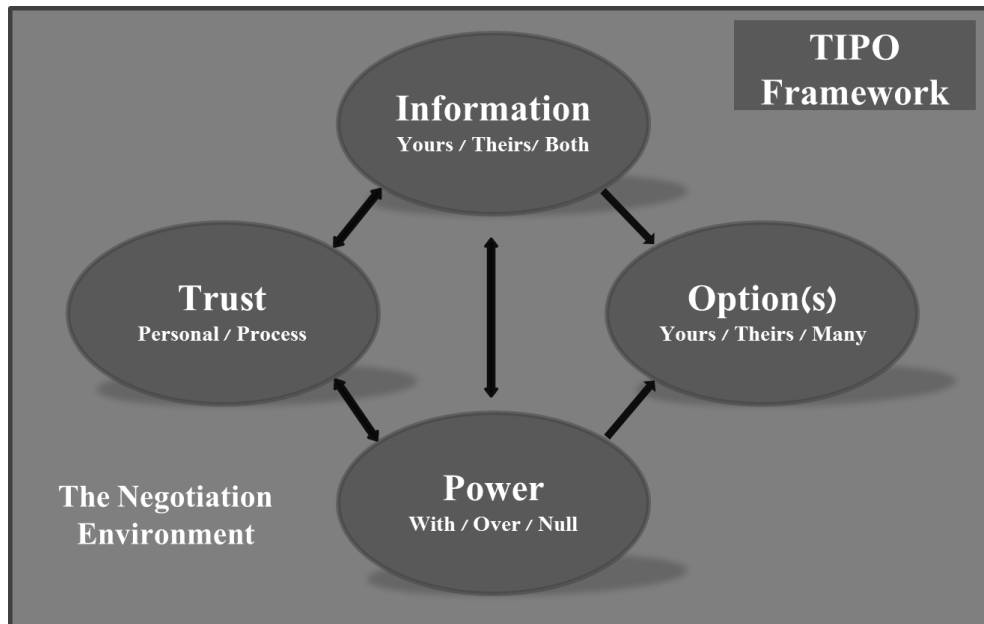 TIPO
Framework
Information
Yours / Theirs/ Both
Trust
Personal / Process
Option(s)
Yours / Theirs / Many
Power
With / Over / Null
The Negotiation
Environment